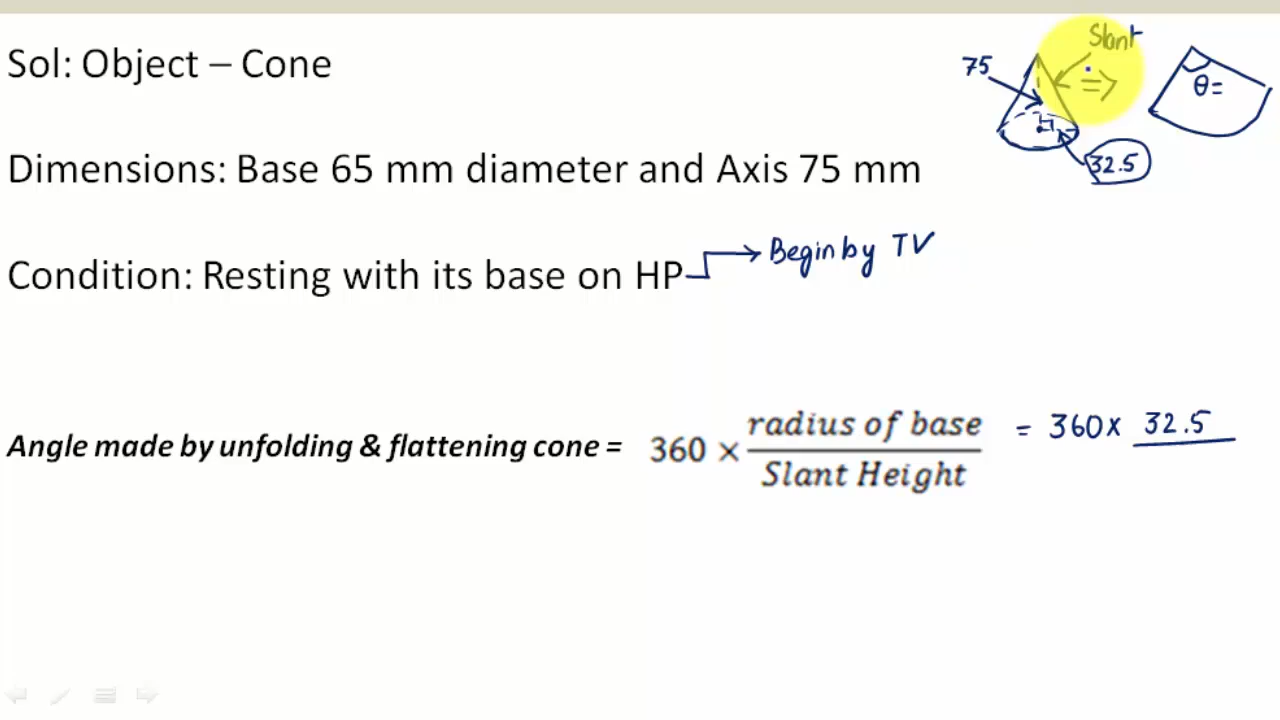 Sol: Object – Cone
Slant
75
=>
θ=
32.5
Dimensions: Base 65 mm diameter and Axis 75 mm
Condition: Resting with its base on HP
Begin by TV
Angle made by unfolding & flattening cone = 360 × radius of base / Slant Height = 360 × 32.5